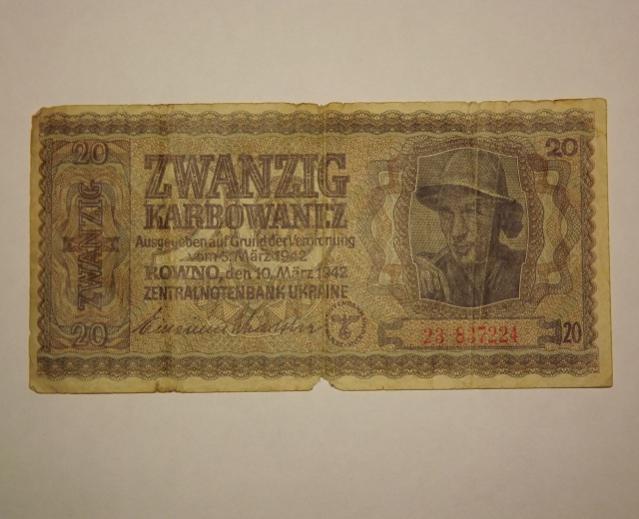 20
20
ZWANZIG
ZWANZIG
KARBOWANEZ
Ausgegeben auf Grund der Verordnung
vom 5. März 1942
ROWNO, den 10. März 1942
ZENTRALNOTENBANK UKRAINE
23 837224
20
20